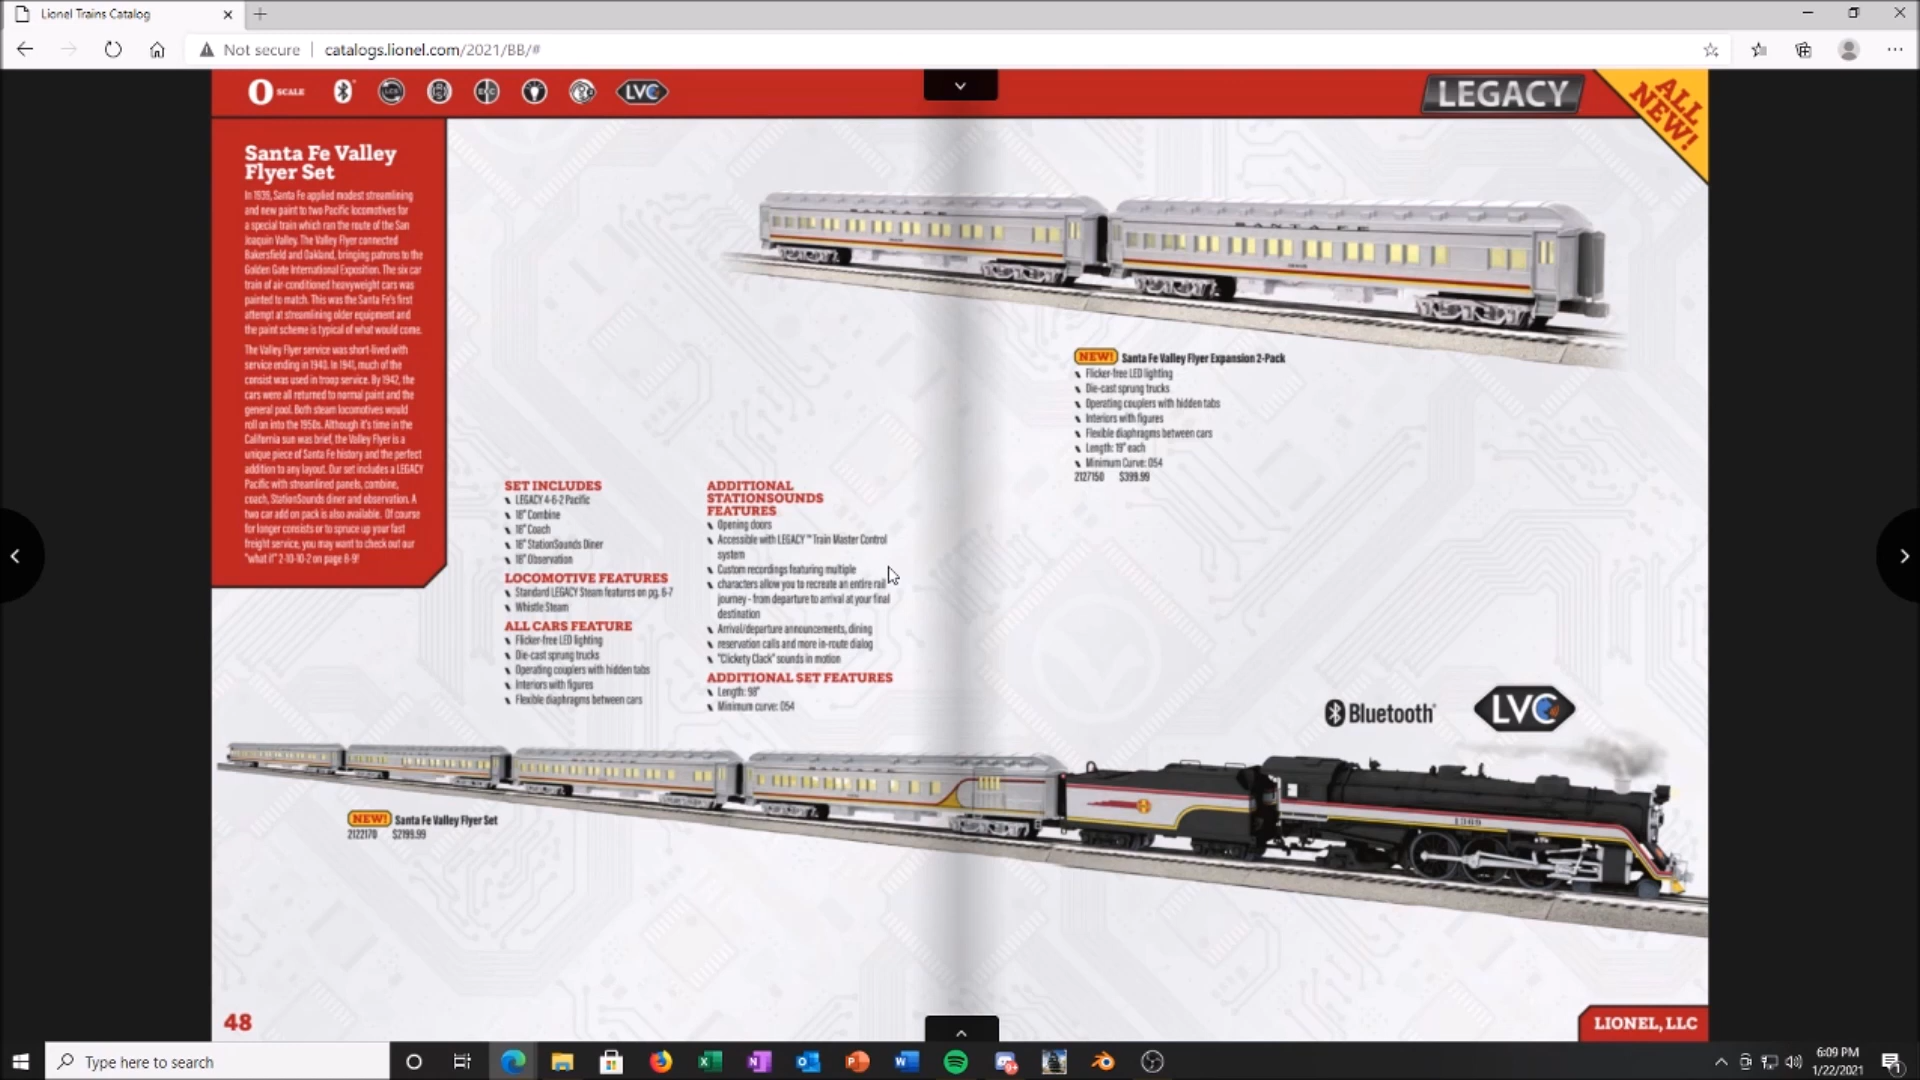 Lionel Trains Catalog
Not secure
catalogs.lionel.com/2021/BB/#
O SCALE
LVC
LEGACY
ALL
NEW!
Santa Fe Valley
Flyer Set
In 1939, Santa Fe applied modest streamlining
and new paint to two Pacific locomotives for
a special train which ran the route of the San
Joaquin Valley. The Valley Flyer connected
Bakersfield and Oakland, bringing patrons to the
Golden Gate International Exposition. The six car
train of air-conditioned heavyweight cars was
painted to match. This was the Santa Fe's first
attempt at streamlining older equipment and
the paint scheme is typical of what would come.
The Valley Flyer service was short-lived with
service ending in 1940. In 1941, much of the
consist was used in troop service. By 1942, the
cars were all returned to normal paint and the
general pool. Both steam locomotives would
roll on into the 1950s. Although it's time in the
California sun was brief, the Valley Flyer is a
unique piece of Santa Fe history and the perfect
addition to any layout. Our set includes a LEGACY
Pacific with streamlined panels, combine,
coach, StationSounds diner and observation. A
two car add on pack is also available. Of course
for longer consists or to spruce up your fast
freight service, you may want to check out our
"what if" 2-10-10-2 on page 8-9!
SANTA FE
SANTA FE
NEW! Santa Fe Valley Flyer Expansion 2-Pack
Flicker-free LED lighting
Die-cast sprung trucks
Operating couplers with hidden tabs
Interiors with figures
Flexible diaphragms between cars
Length: 19" each
Minimum Curve: O54
2127150 $399.99
SET INCLUDES
LEGACY 4-6-2 Pacific
18" Combine
18" Coach
18" StationSounds Diner
18" Observation
LOCOMOTIVE FEATURES
Standard LEGACY Steam features on pg. 6-7
Whistle Steam
ALL CARS FEATURE
Flicker-free LED lighting
Die-cast sprung trucks
Operating couplers with hidden tabs
Interiors with figures
Flexible diaphragms between cars
ADDITIONAL
STATIONSOUNDS
FEATURES
Opening doors
Accessible with LEGACY™ Train Master Control
system
Custom recordings featuring multiple
characters allow you to recreate an entire rail
journey - from departure to arrival at your final
destination
Arrival/departure announcements, dining
reservation calls and more in-route dialog
"Clickety Clack" sounds in motion
ADDITIONAL SET FEATURES
Length: 98"
Minimum curve: O54
Bluetooth
LVC
NEW! Santa Fe Valley Flyer Set
2122170 $2199.99
1369
48
LIONEL, LLC
Type here to search
6:09 PM
1/22/2021